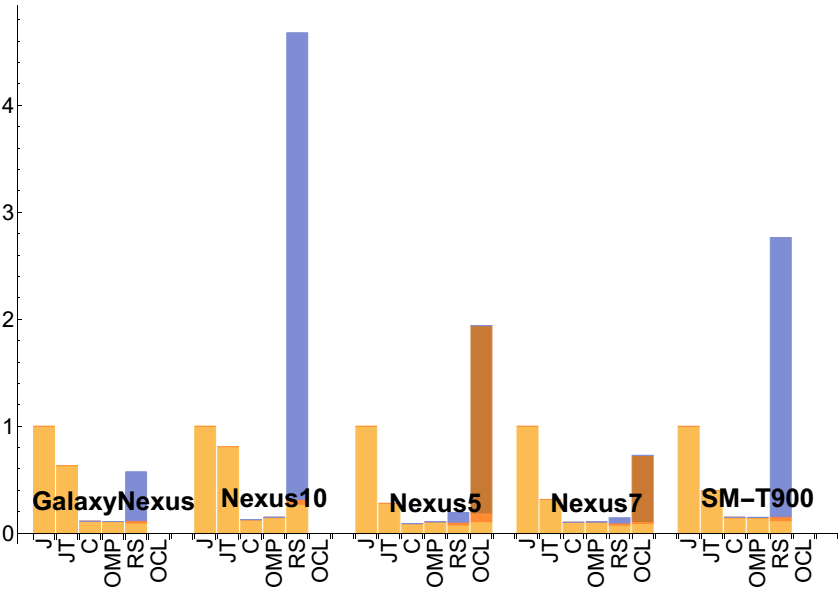 4
3
2
1
0
GalaxyNexus
Nexus10
Nexus5
Nexus7
SM-T900
J JT C OMP RS OCL J JT C OMP RS OCL J JT C OMP RS OCL J JT C OMP RS OCL J JT C OMP RS OCL